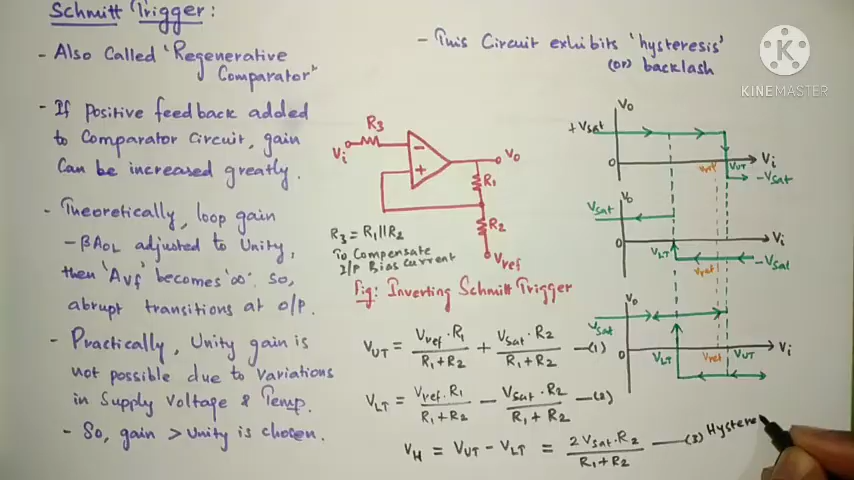 Schmitt Trigger:
- Also Called "Regenerative
Comparator"
- If positive feedback added
to Comparator Circuit, gain
Can be increased greatly.
- Theoretically, loop gain
-βAOL adjusted to Unity,
then 'Avf' becomes '∞'. so,
abrupt transitions at O/P.
- Practically, Unity gain is
not possible due to Variations
in Supply Voltage & Temp.
- So, gain > Unity is chosen.
- This Circuit exhibits 'hysteresis'
(or) backlash
K
KINEMASTER
R3
Vi
-
+
Vo
R1
R2
Vref
R3 = R1 || R2
To Compensate
I/P Bias Current
Fig: Inverting Schmitt Trigger
VUT = Vref·R1 / R1+R2 + Vsat·R2 / R1+R2 —(1)
VLT = Vref·R1 / R1+R2 - Vsat·R2 / R1+R2 —(2)
VH = VUT - VLT = 2Vsat·R2 / R1+R2 —(3) Hystere
Vo
+Vsat
0
Vref
VUT
Vi
-Vsat
Vo
Vsat
0
VLT
Vref
Vi
-Vsat
Vo
Vsat
0
VLT
Vref
VUT
Vi